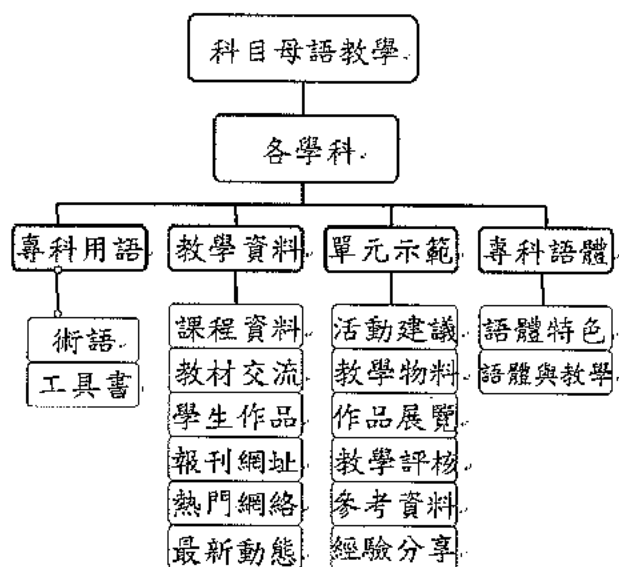 科目母語教學
各學科
專科用語
教學資料
單元示範
專科語體
術語
工具書
課程資料
教材交流
學生作品
報刊網址
熱門網絡
最新動態
活動建議
教學物料
作品展覽
教學評核
參考資料
經驗分享
語體特色
語體與教學